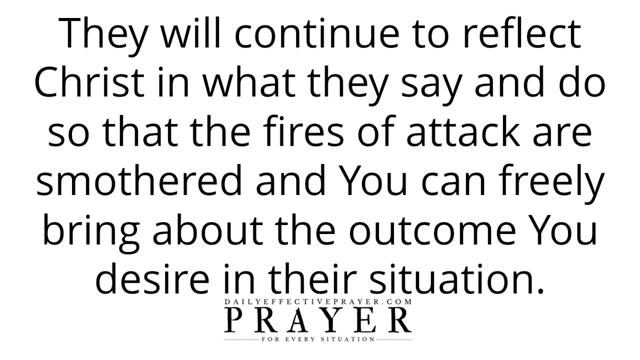 They will continue to reflect
Christ in what they say and do
so that the fires of attack are
smothered and You can freely
bring about the outcome You
desire in their situation.
DAILYEFFECTIVEPRAYER.COM
PRAYER
FOR EVERY SITUATION